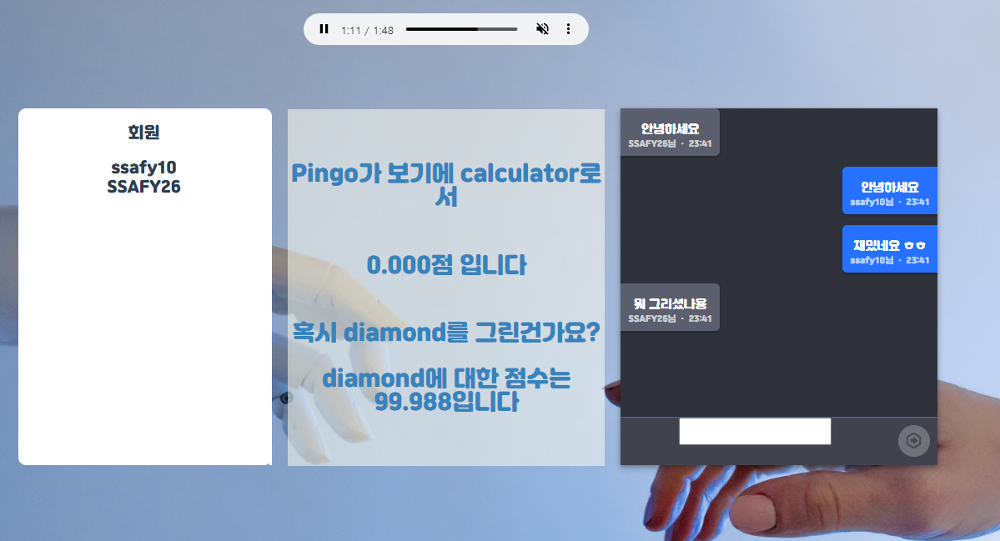 1:11 / 1:48
회원
ssafy10
SSAFY26
Pingo가 보기에 calculator로
서
0.000점 입니다
혹시 diamond를 그린건가요?
diamond에 대한 점수는
99.988입니다
안녕하세요
SSAFY26님 · 23:41
안녕하세요
ssafy10님 · 23:41
재밌네요 ㅎㅎ
ssafy10님 · 23:41
뭐 그리셨나용
SSAFY26님 · 23:41